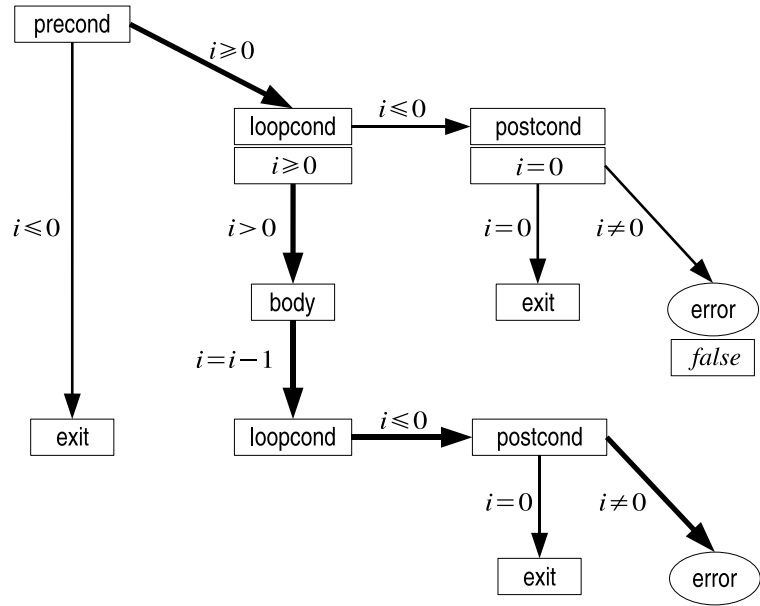 precond
i⩾0
loopcond
i⩽0
postcond
i⩾0
i=0
i⩽0
i>0
i=0
i≠0
body
exit
error
false
i=i−1
exit
loopcond
i⩽0
postcond
i=0
i≠0
exit
error